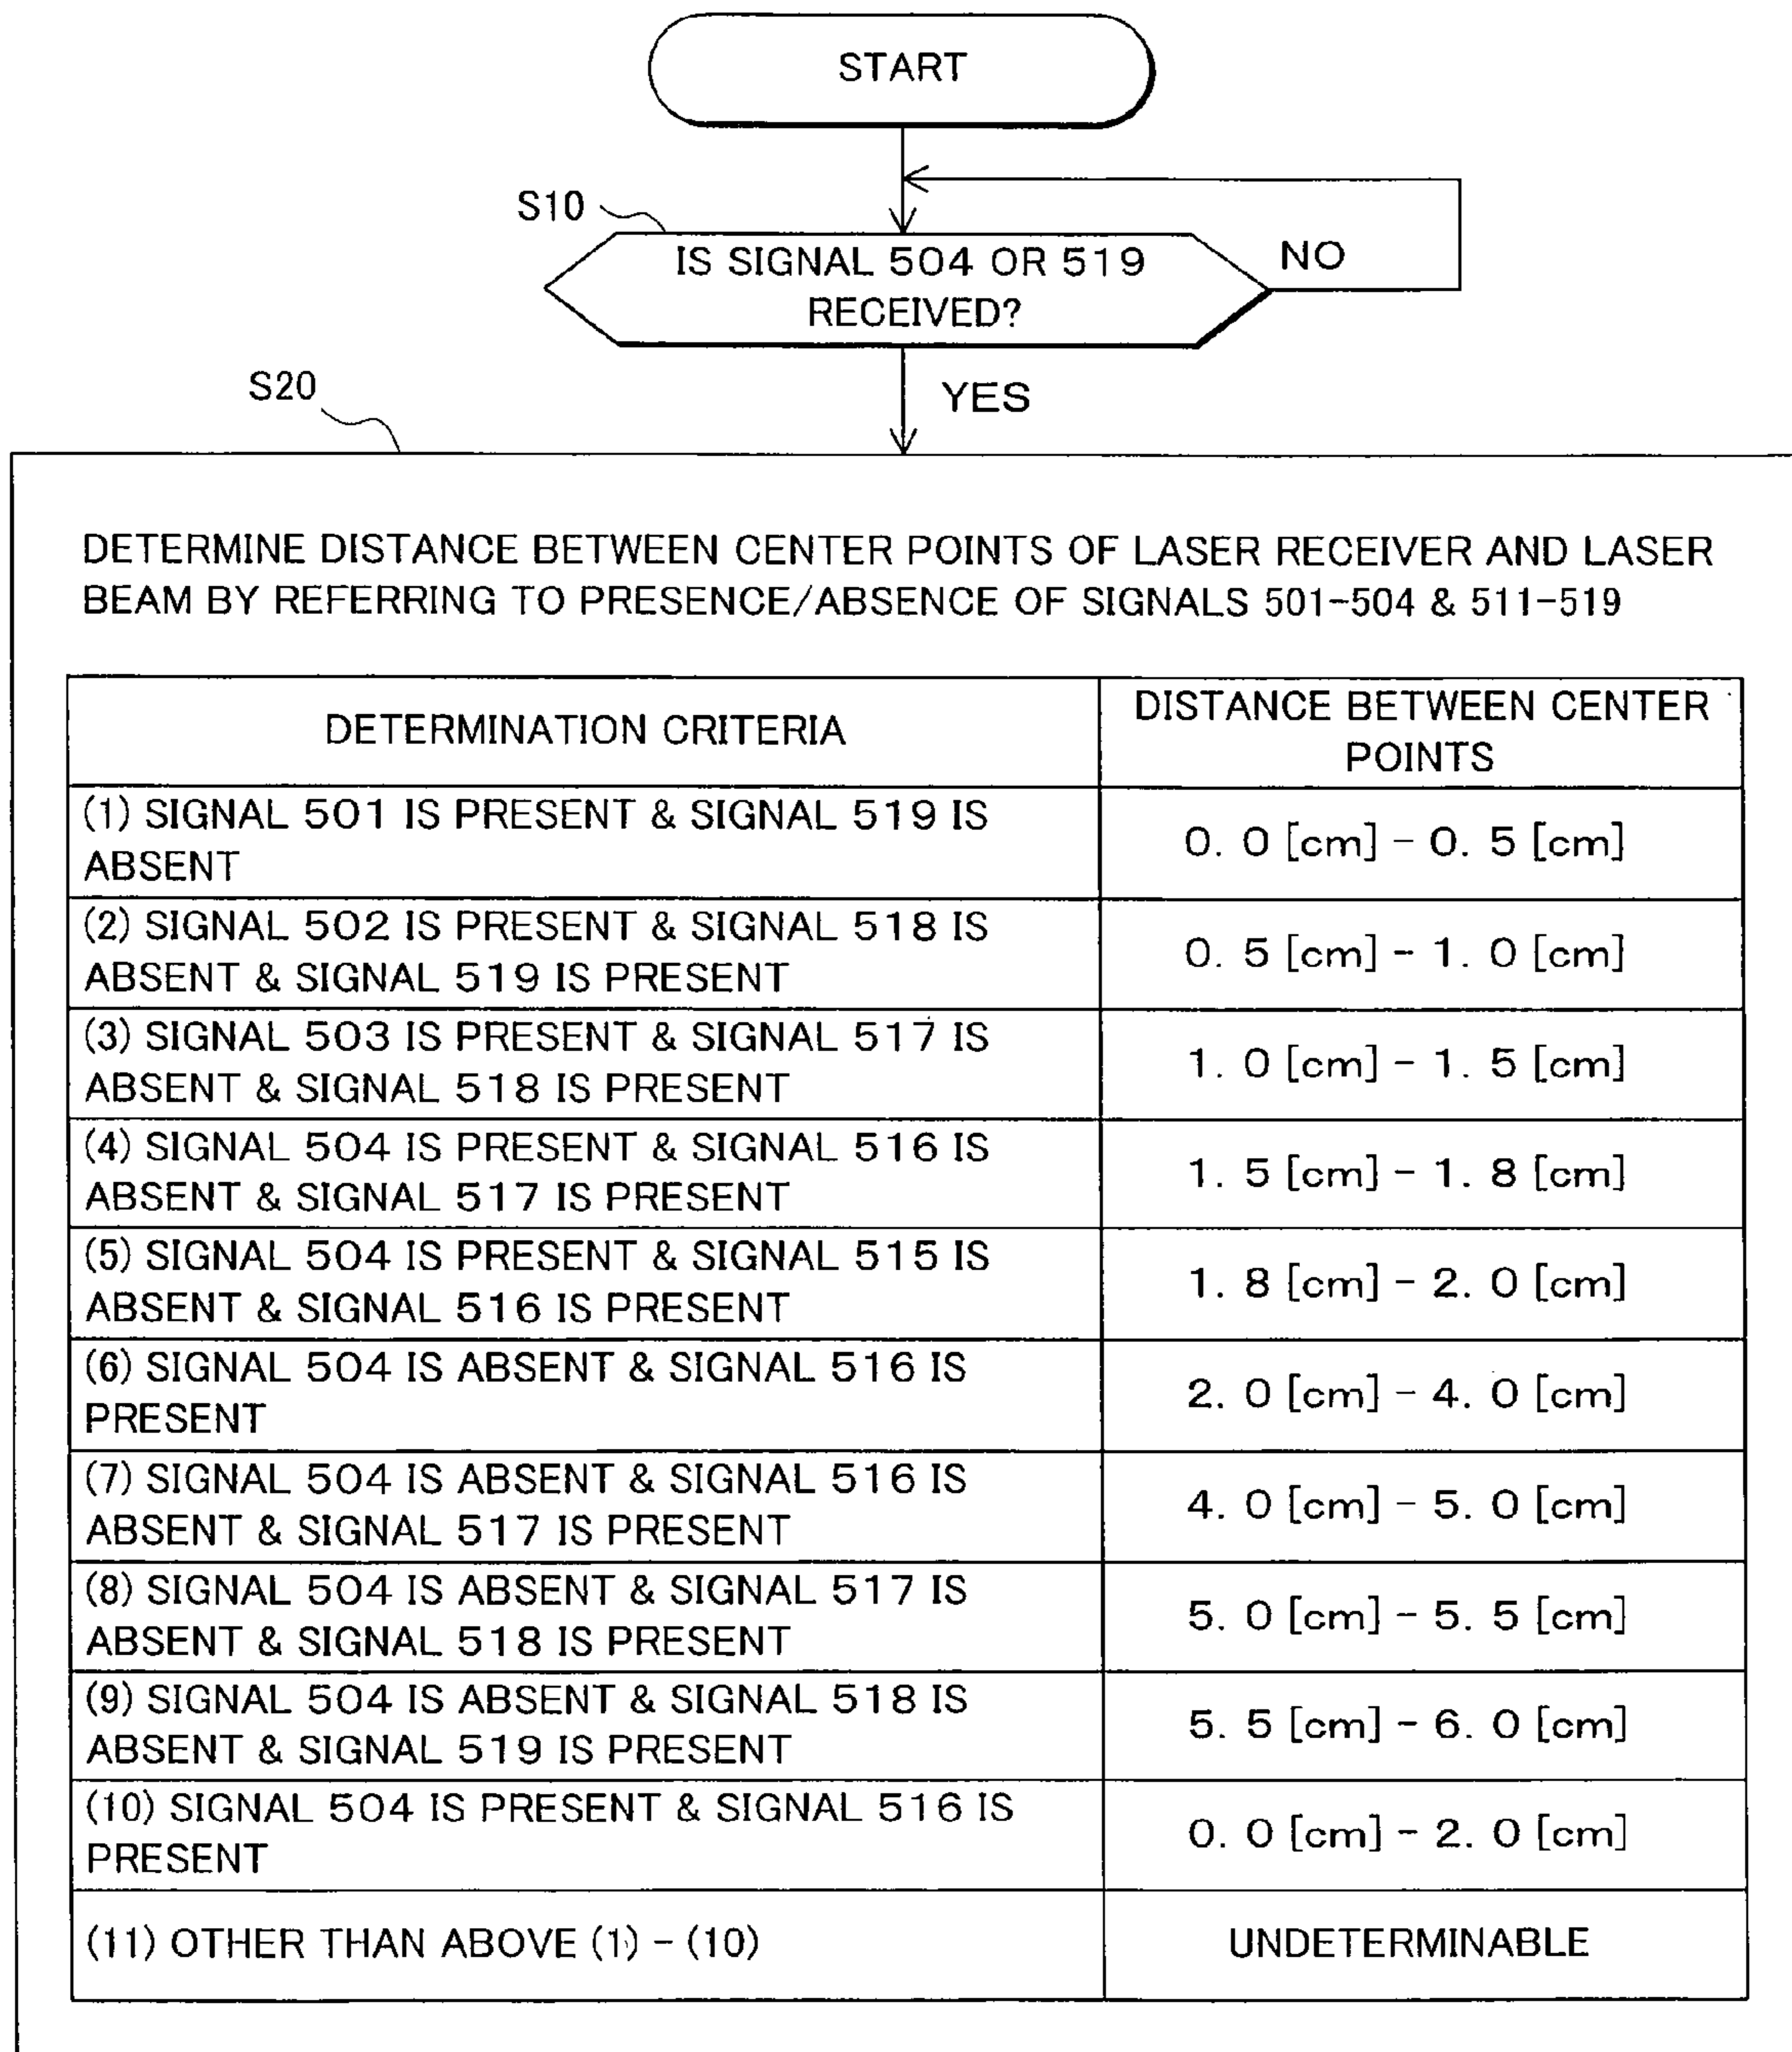 START
S10
IS SIGNAL 504 OR 519
NO
RECEIVED?
S20
YES
DETERMINE DISTANCE BETWEEN CENTER POINTS OF LASER RECEIVER AND LASER
BEAM BY REFERRING TO PRESENCE/ABSENCE OF SIGNALS 501-504 & 511-519
DETERMINATION CRITERIA
DISTANCE BETWEEN CENTER
POINTS
(1) SIGNAL 501 IS PRESENT & SIGNAL 519 IS
ABSENT
0. 0 [cm] - 0. 5 [cm]
(2) SIGNAL 502 IS PRESENT & SIGNAL 518 IS
ABSENT & SIGNAL 519 IS PRESENT
0. 5 [cm] - 1. 0 [cm]
(3) SIGNAL 503 IS PRESENT & SIGNAL 517 IS
ABSENT & SIGNAL 518 IS PRESENT
1. 0 [cm] - 1. 5 [cm]
(4) SIGNAL 504 IS PRESENT & SIGNAL 516 IS
ABSENT & SIGNAL 517 IS PRESENT
1. 5 [cm] - 1. 8 [cm]
(5) SIGNAL 504 IS PRESENT & SIGNAL 515 IS
ABSENT & SIGNAL 516 IS PRESENT
1. 8 [cm] - 2. 0 [cm]
(6) SIGNAL 504 IS ABSENT & SIGNAL 516 IS
PRESENT
2. 0 [cm] - 4. 0 [cm]
(7) SIGNAL 504 IS ABSENT & SIGNAL 516 IS
ABSENT & SIGNAL 517 IS PRESENT
4. 0 [cm] - 5. 0 [cm]
(8) SIGNAL 504 IS ABSENT & SIGNAL 517 IS
ABSENT & SIGNAL 518 IS PRESENT
5. 0 [cm] - 5. 5 [cm]
(9) SIGNAL 504 IS ABSENT & SIGNAL 518 IS
ABSENT & SIGNAL 519 IS PRESENT
5. 5 [cm] - 6. 0 [cm]
(10) SIGNAL 504 IS PRESENT & SIGNAL 516 IS
PRESENT
0. 0 [cm] - 2. 0 [cm]
(11) OTHER THAN ABOVE (1) - (10)
UNDETERMINABLE